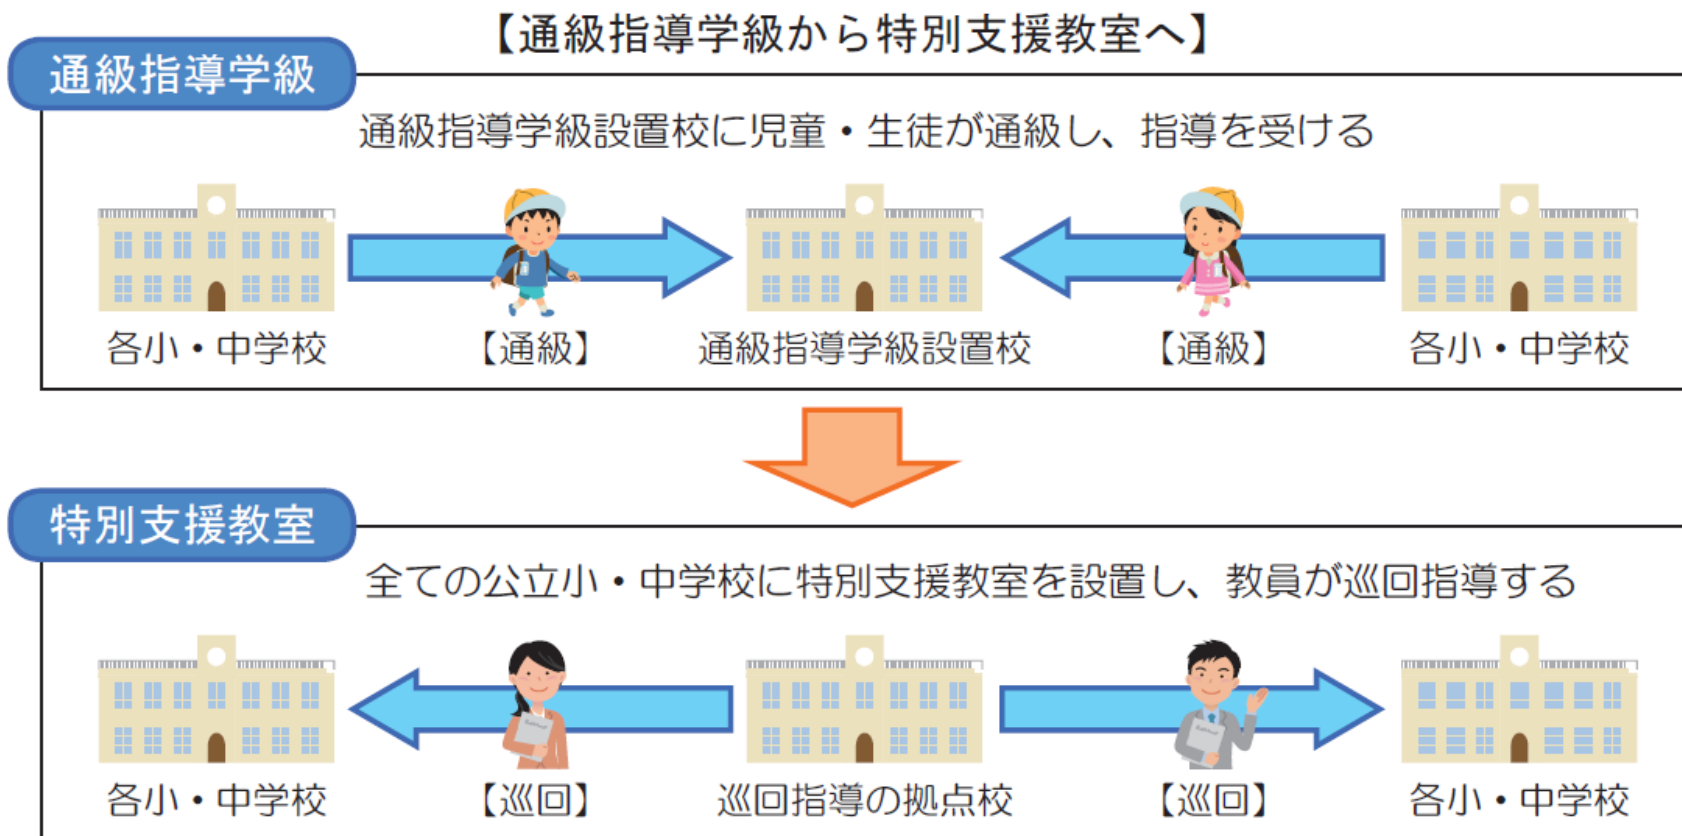 【通級指導学級から特別支援教室へ】
通級指導学級
通級指導学級設置校に児童・生徒が通級し、指導を受ける
各小・中学校
【通級】
通級指導学級設置校
【通級】
各小・中学校
特別支援教室
全ての公立小・中学校に特別支援教室を設置し、教員が巡回指導する
各小・中学校
【巡回】
巡回指導の拠点校
【巡回】
各小・中学校